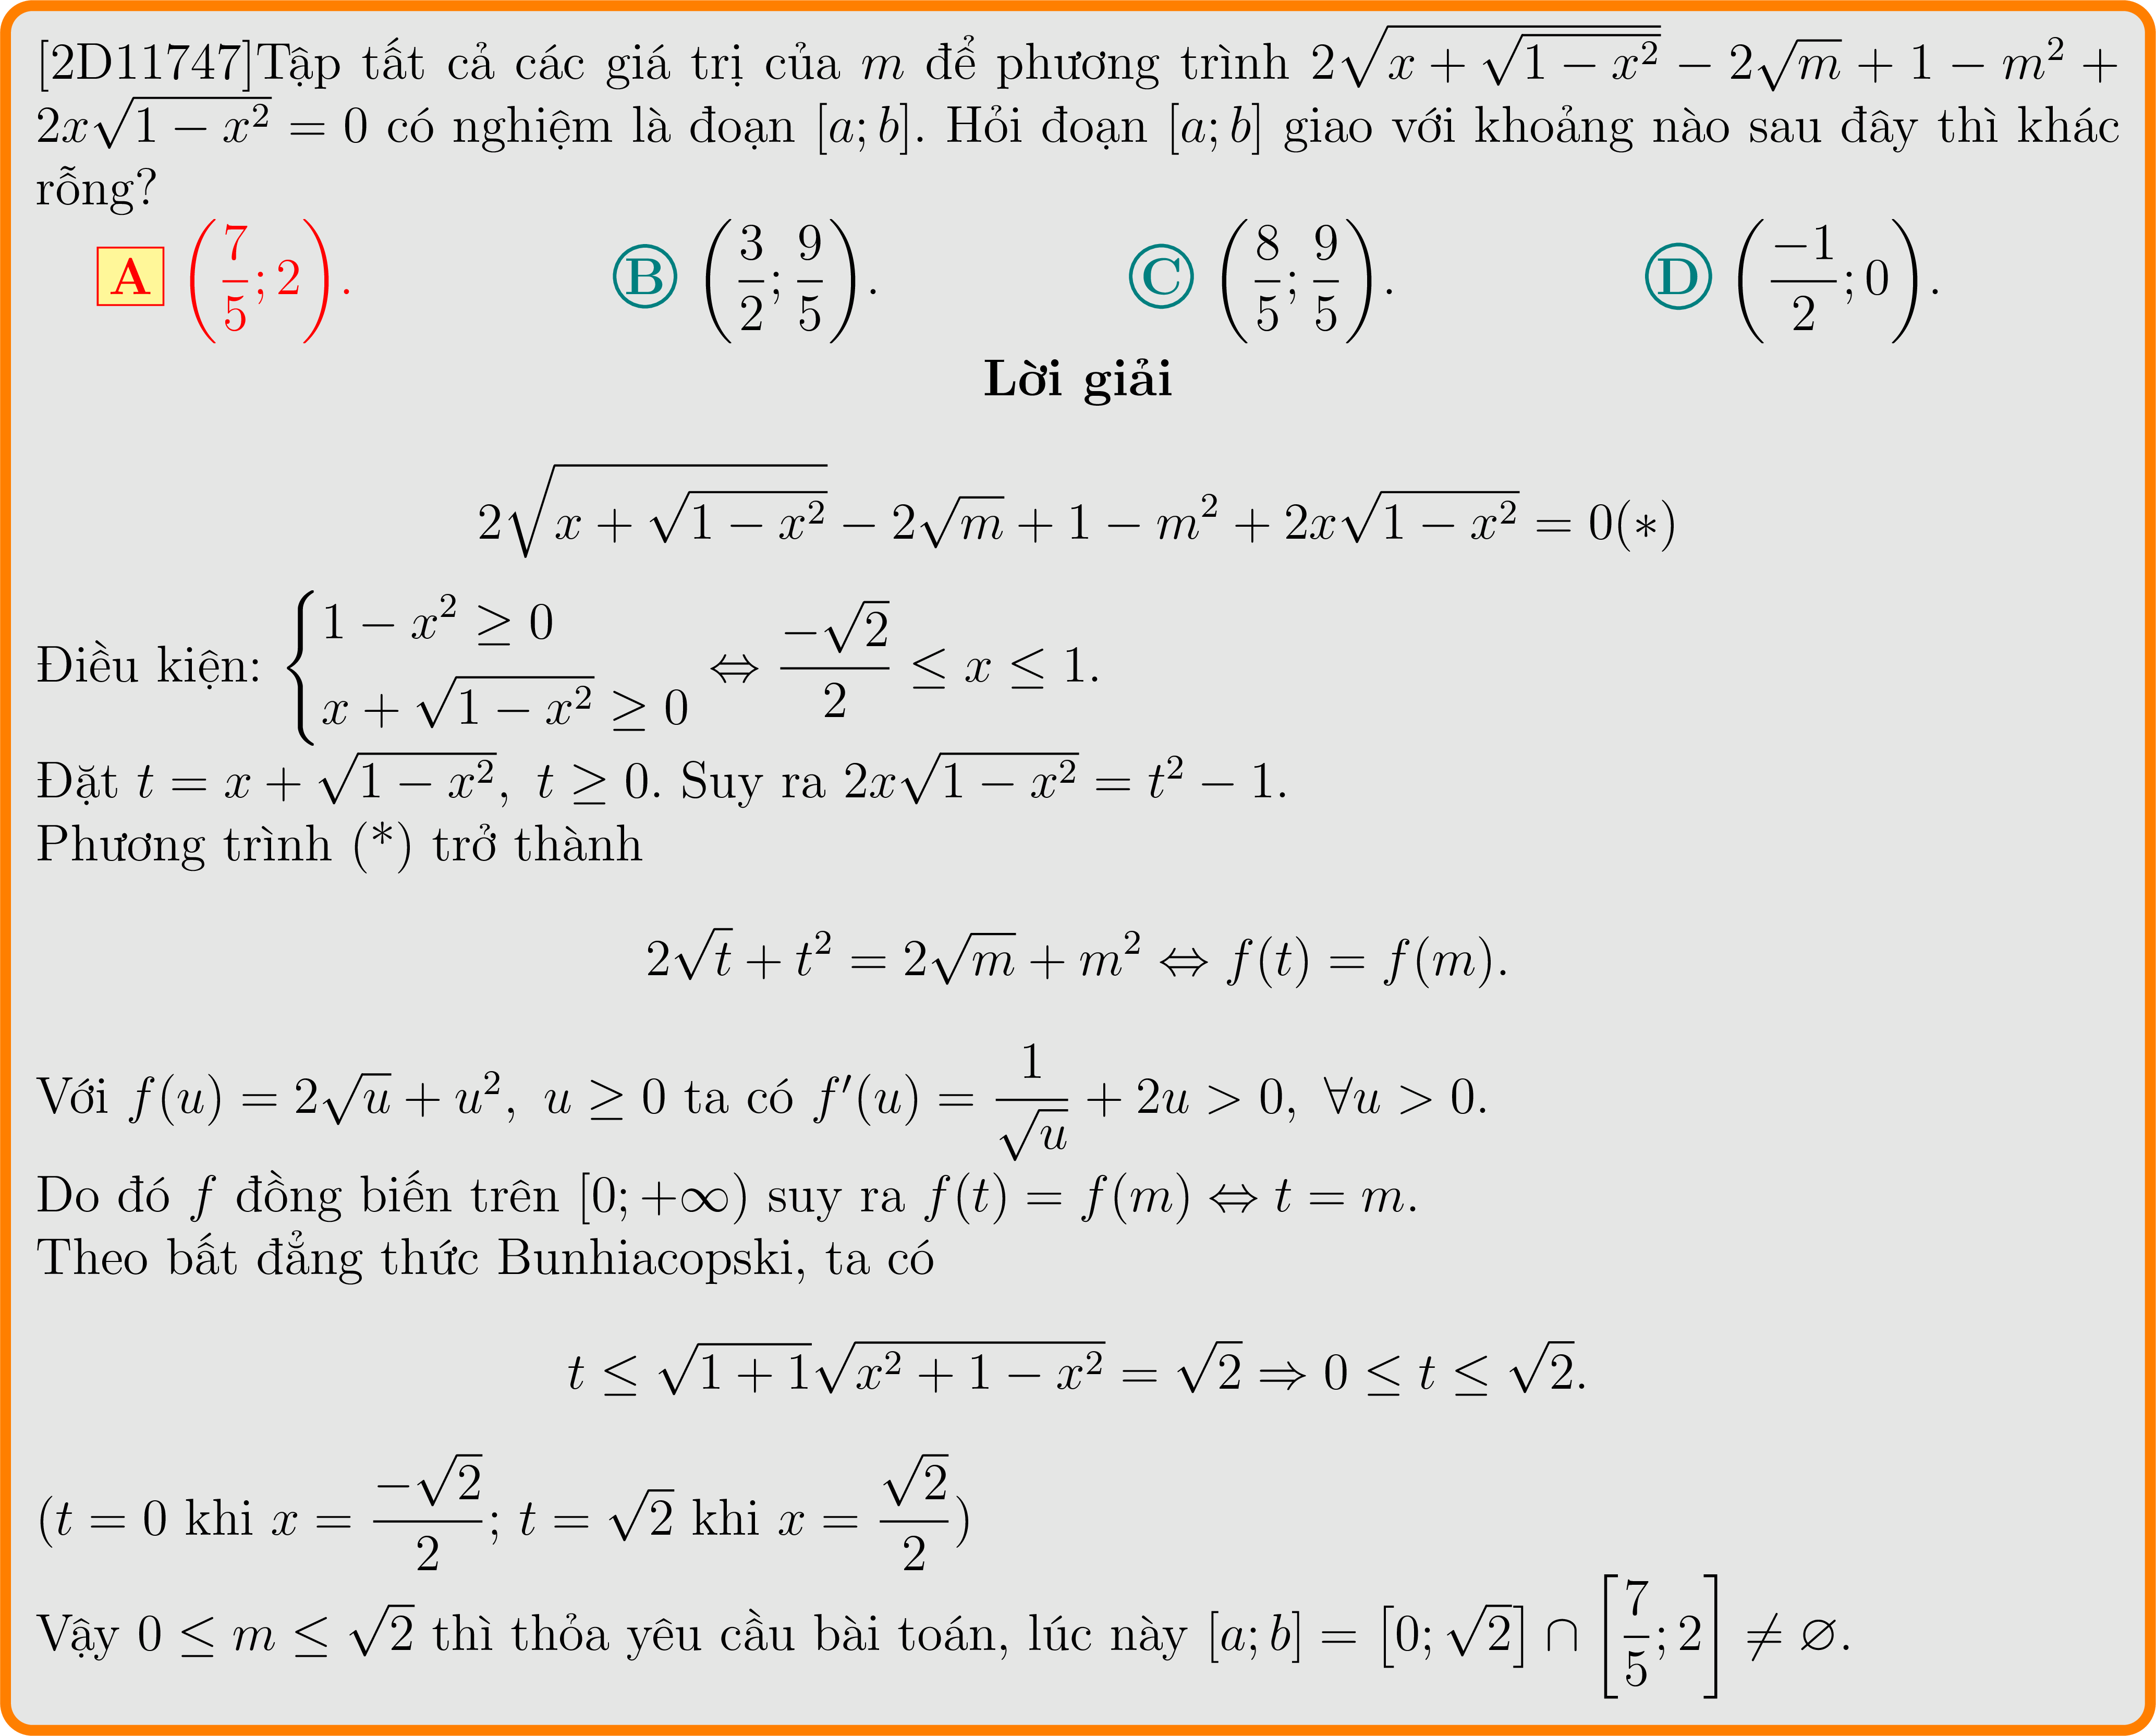 [2D11747]Tập tất cả các giá trị của $m$ để phương trình $2\sqrt{x+\sqrt{1-x^2}}-2\sqrt{m}+1-m^2+$
$2x\sqrt{1-x^2}=0$ có nghiệm là đoạn $[a;b]$. Hỏi đoạn $[a;b]$ giao với khoảng nào sau đây thì khác
rỗng?
A $\left(\frac{7}{5};2\right)$. B $\left(\frac{3}{2};\frac{9}{5}\right)$. C $\left(\frac{8}{5};\frac{9}{5}\right)$. D $\left(\frac{-1}{2};0\right)$.
Lời giải
$2\sqrt{x+\sqrt{1-x^2}}-2\sqrt{m}+1-m^2+2x\sqrt{1-x^2}=0(*)$
Điều kiện: $\begin{cases}1-x^2\geq 0\\x+\sqrt{1-x^2}\geq 0\end{cases}\Leftrightarrow\frac{-\sqrt{2}}{2}\leq x\leq 1.$
Đặt $t=x+\sqrt{1-x^2},\ t\geq 0$. Suy ra $2x\sqrt{1-x^2}=t^2-1.$
Phương trình (*) trở thành
$2\sqrt{t}+t^2=2\sqrt{m}+m^2\Leftrightarrow f(t)=f(m).$
Với $f(u)=2\sqrt{u}+u^2,\ u\geq 0$ ta có $f'(u)=\frac{1}{\sqrt{u}}+2u>0,\ \forall u>0.$
Do đó $f$ đồng biến trên $[0;+\infty)$ suy ra $f(t)=f(m)\Leftrightarrow t=m.$
Theo bất đẳng thức Bunhiacopski, ta có
$t\leq\sqrt{1+1}\sqrt{x^2+1-x^2}=\sqrt{2}\Rightarrow 0\leq t\leq\sqrt{2}.$
($t=0$ khi $x=\frac{-\sqrt{2}}{2}$; $t=\sqrt{2}$ khi $x=\frac{\sqrt{2}}{2}$)
Vậy $0\leq m\leq\sqrt{2}$ thì thỏa yêu cầu bài toán, lúc này $[a;b]=[0;\sqrt{2}]\cap\left[\frac{7}{5};2\right]\neq\varnothing.$